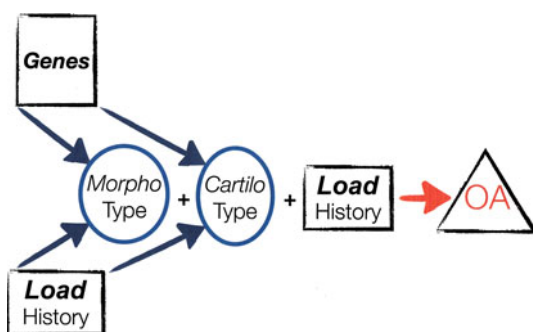 Genes
Morpho
Type
+
Cartilo
Type
+
Load
History
OA
Load
History